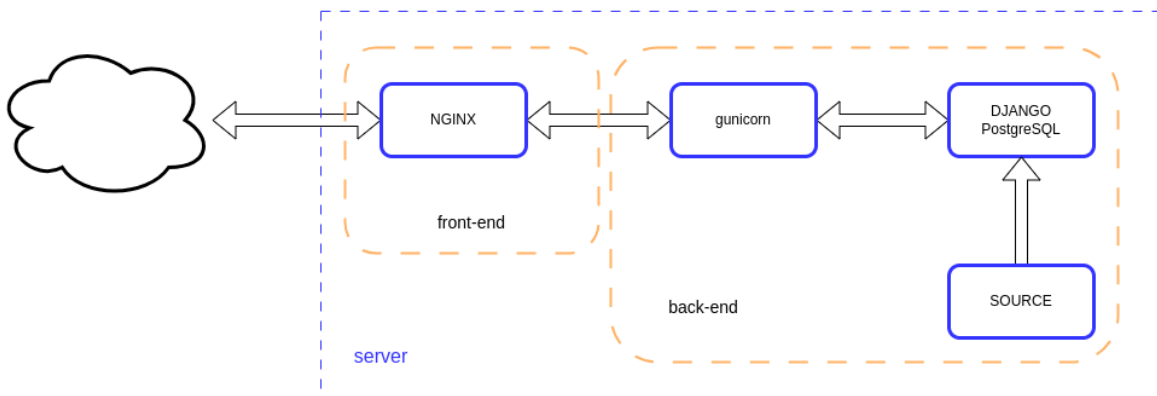 NGINX
gunicorn
DJANGO
PostgreSQL
front-end
SOURCE
back-end
server